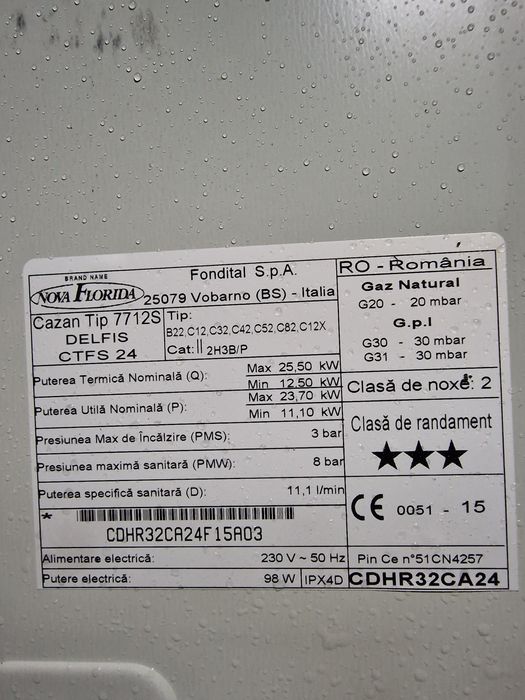 BRAND NAME
NOVA FLORIDA
Fondital S.p.A.
25079 Vobarno (BS) - Italia
RO - România
Cazan Tip 7712S
DELFIS
CTFS 24
Tip:
B22,C12,C32,C42,C52,C82,C12X
Cat: II 2H3B/P
Gaz Natural
G20 - 20 mbar
G.p.l
G30 - 30 mbar
G31 - 30 mbar
Puterea Termică Nominală (Q):
Max 25,50 kW
Min 12,50 kW
Puterea Utilă Nominală (P):
Max 23,70 kW
Min 11,10 kW
Clasă de noxe: 2
Presiunea Max de Încălzire (PMS): 3 bar
Clasă de randament
★★★
Presiunea maximă sanitară (PMW): 8 bar
Puterea specifică sanitară (D): 11,1 l/min
* CDHR32CA24F15A03
CE 0051 - 15
Alimentare electrică: 230 V ~ 50 Hz
Pin Ce n°51CN4257
Putere electrică: 98 W IPX4D
CDHR32CA24